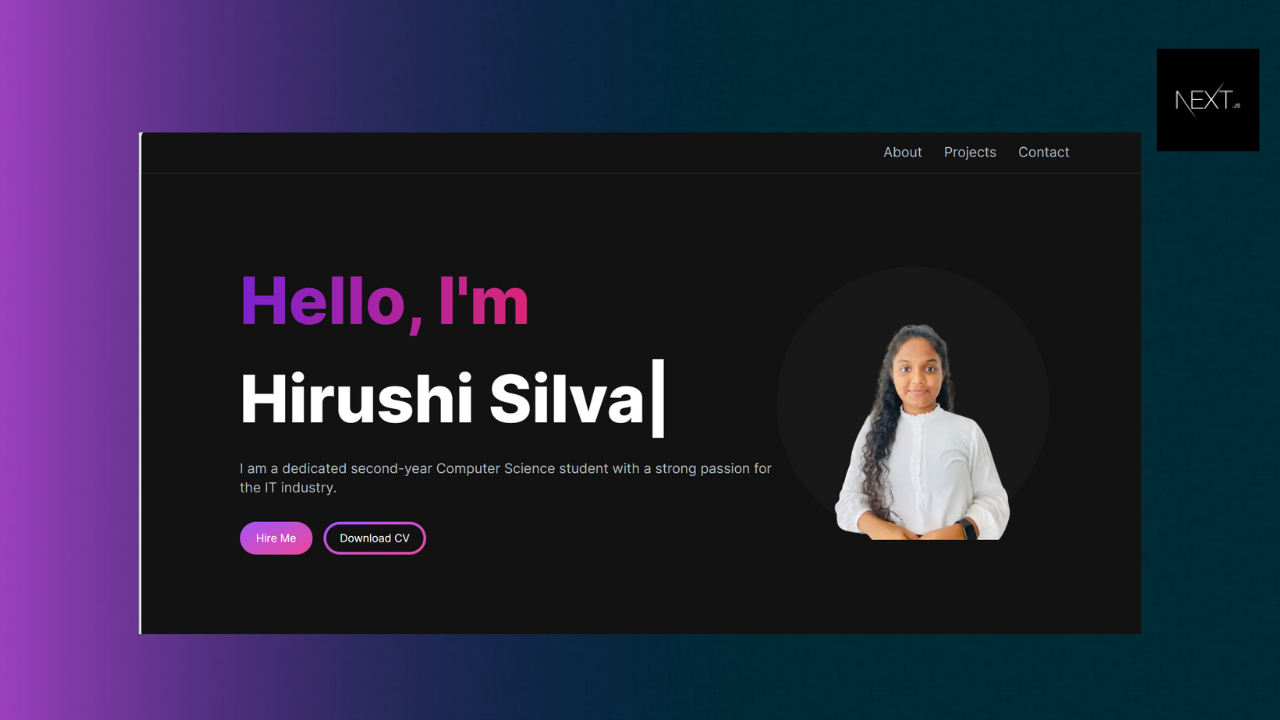 NEXT.JS
About Projects Contact
Hello, I'm
Hirushi Silva
I am a dedicated second-year Computer Science student with a strong passion for
the IT industry.
Hire Me Download CV